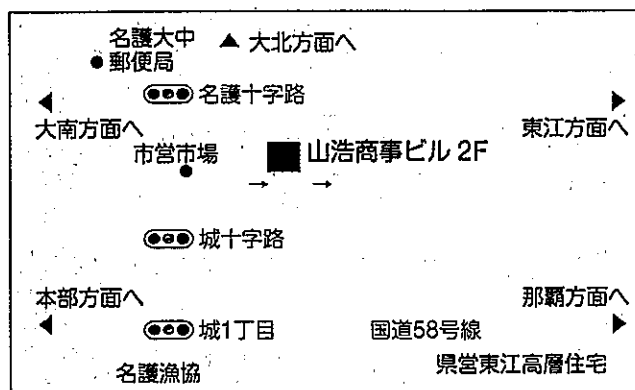 名護大中
郵便局
大北方面へ
名護十字路
大南方面へ
東江方面へ
市営市場
山浩商事ビル 2F
城十字路
本部方面へ
那覇方面へ
城1丁目
国道58号線
名護漁協
県営東江高層住宅